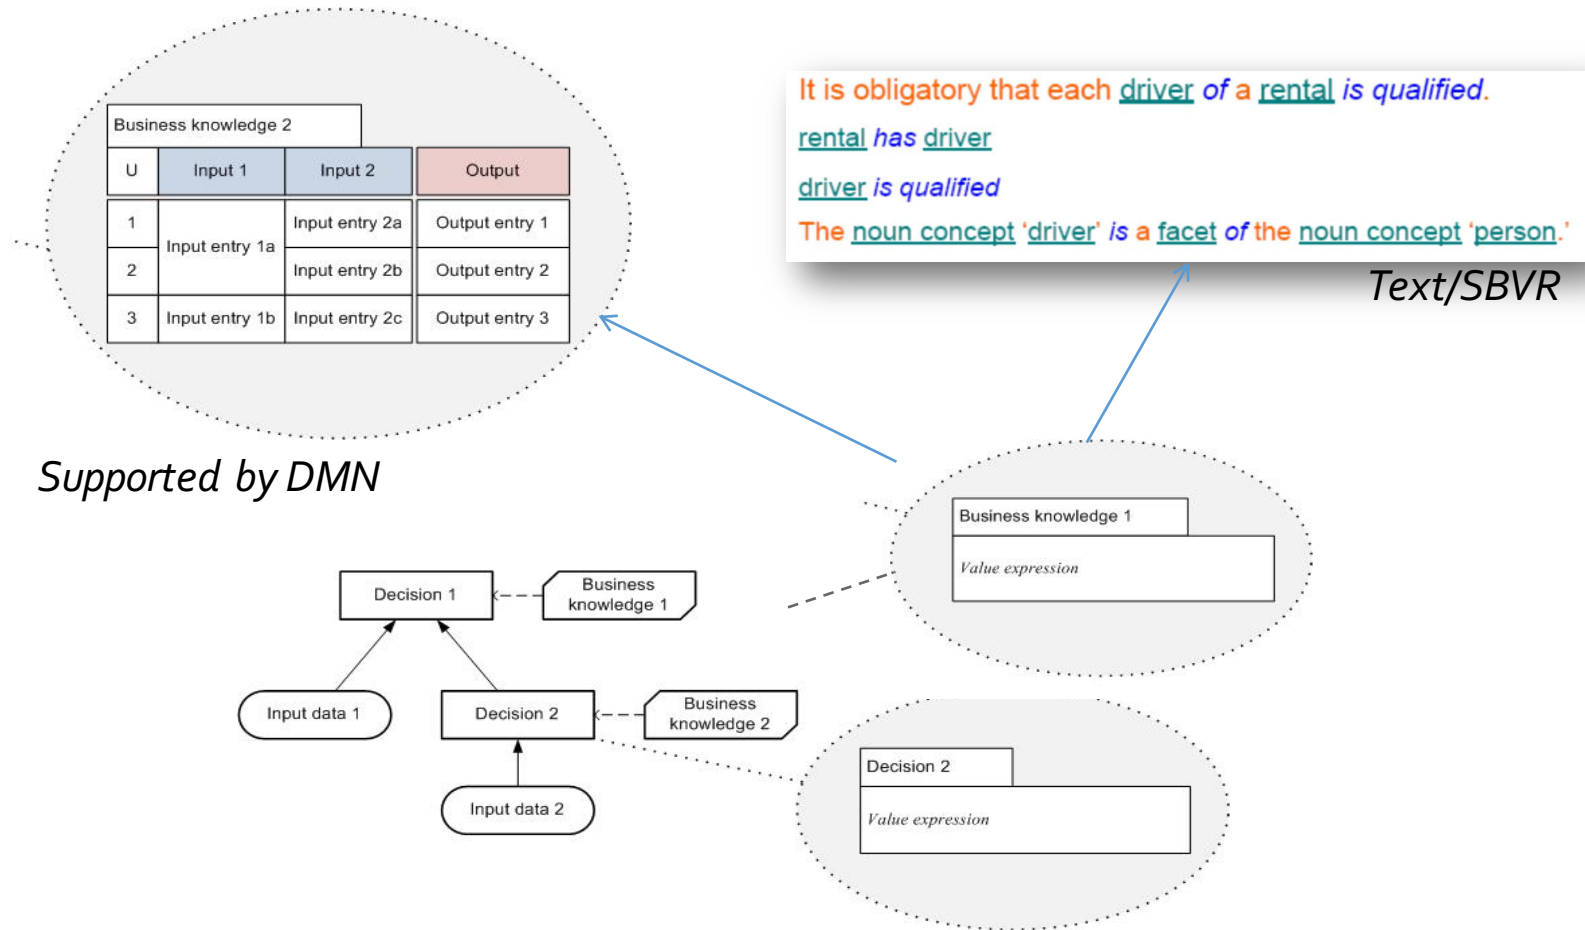 Business knowledge 2
U Input 1 Input 2 Output
1 Input entry 1a Input entry 2a Output entry 1
2 Input entry 2b Output entry 2
3 Input entry 1b Input entry 2c Output entry 3
Supported by DMN
It is obligatory that each driver of a rental is qualified.
rental has driver
driver is qualified
The noun concept ‘driver’ is a facet of the noun concept ‘person.’
Text/SBVR
Business knowledge 1
Value expression
Decision 1
Business
knowledge 1
Input data 1
Decision 2
Business
knowledge 2
Input data 2
Decision 2
Value expression